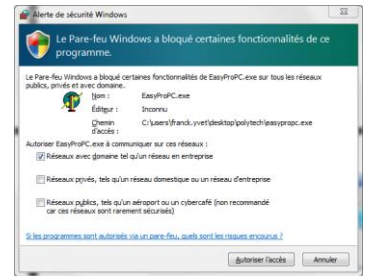 Alerte de sécurité Windows
Le Pare-feu Windows a bloqué certaines fonctionnalités de ce
programme.
Le Pare-feu Windows a bloqué certaines fonctionnalités de EasyProPC.exe sur tous les réseaux
publics, privés et avec domaine.
Nom : EasyProPC.exe
Éditeur : Inconnu
Chemin d'accès : C:\users\franck.yvet\desktop\polytech\easypropc.exe
Autoriser EasyProPC.exe à communiquer sur ces réseaux :
Réseaux avec domaine tel qu'un réseau en entreprise
Réseaux privés, tels qu'un réseau domestique ou un réseau d'entreprise
Réseaux publics, tels qu'un aéroport ou un cybercafé (non recommandé
car ces réseaux sont rarement sécurisés)
Si les programmes sont autorisés via un pare-feu, quels sont les risques encourus ?
Autoriser l'accès
Annuler